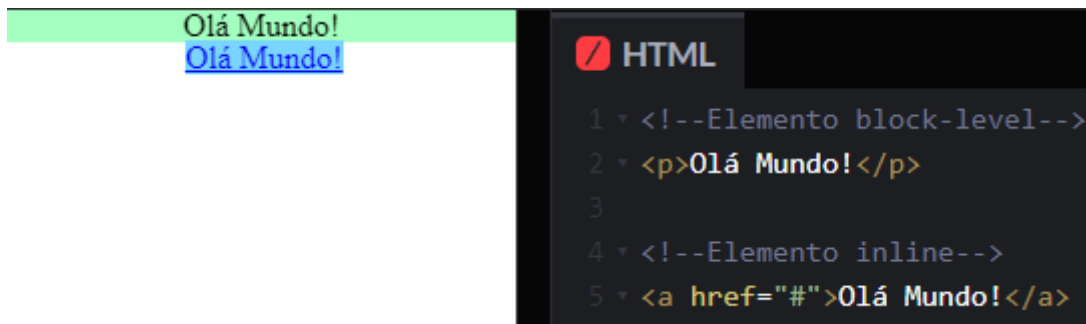 Olá Mundo!
Olá Mundo!
HTML
1 <!--Elemento block-level-->
2 <p>Olá Mundo!</p>
3
4 <!--Elemento inline-->
5 <a href="#">Olá Mundo!</a>